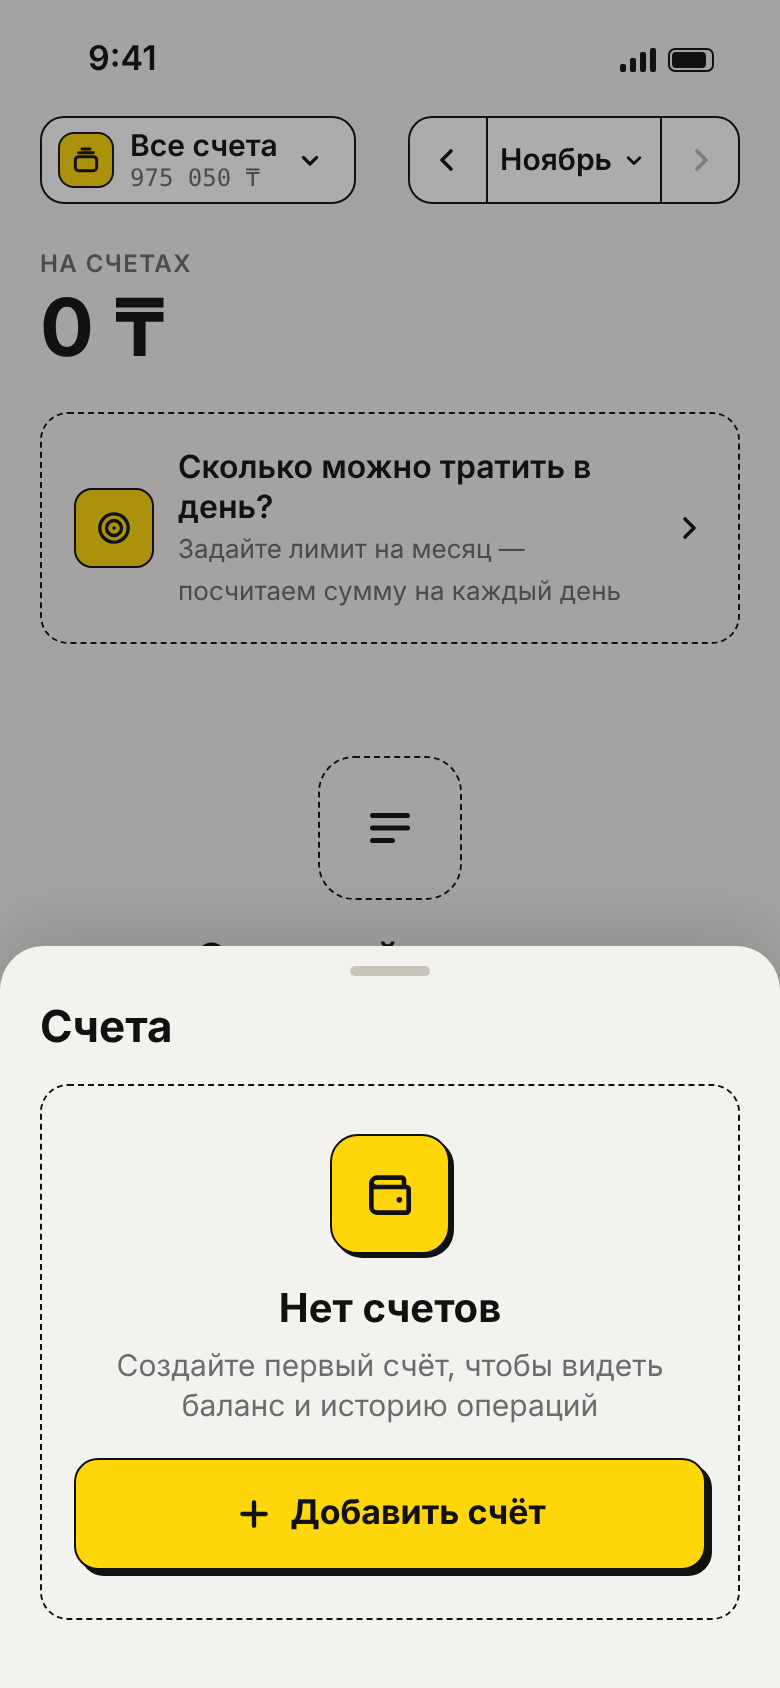 9:41
Все счета
975 050 ₸
Ноябрь
НА СЧЕТАХ
0 ₸
Сколько можно тратить в
день?
Задайте лимит на месяц —
посчитаем сумму на каждый день
Счета
Нет счетов
Создайте первый счёт, чтобы видеть
баланс и историю операций
Добавить счёт